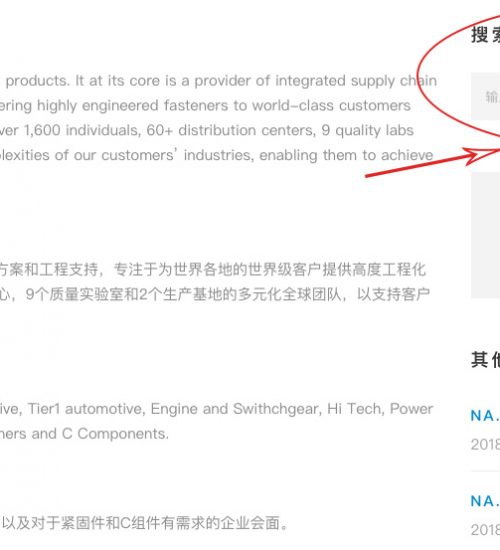 products. It at its core is a provider of integrated supply chain
ering highly engineered fasteners to world-class customers
ver 1,600 individuals, 60+ distribution centers, 9 quality labs
plexities of our customers' industries, enabling them to achieve
方案和工程支持，专注于为世界各地的世界级客户提供高度工程化
心，9个质量实验室和2个生产基地的多元化全球团队，以支持客户
ive, Tier1 automotive, Engine and Swithchgear, Hi Tech, Power
ners and C Components.
以及对于紧固件和C组件有需求的企业会面。
搜索
输
其他
NA.
2018
NA.
2018